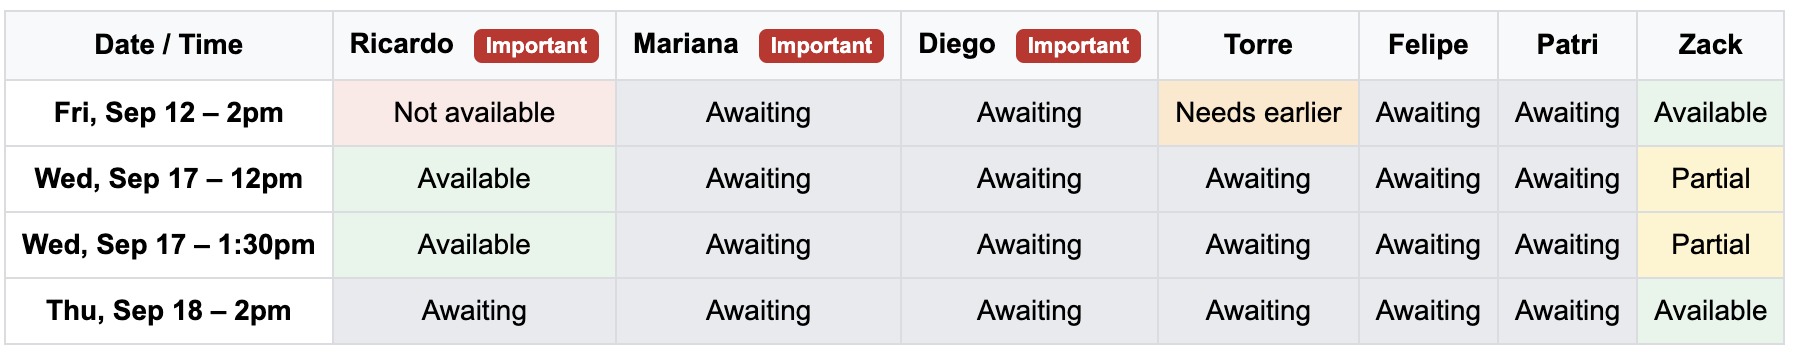 Date / Time Ricardo Important Mariana Important Diego Important Torre Felipe Patri Zack
Fri, Sep 12 – 2pm Not available Awaiting Awaiting Needs earlier Awaiting Awaiting Available
Wed, Sep 17 – 12pm Available Awaiting Awaiting Awaiting Awaiting Awaiting Partial
Wed, Sep 17 – 1:30pm Available Awaiting Awaiting Awaiting Awaiting Awaiting Partial
Thu, Sep 18 – 2pm Awaiting Awaiting Awaiting Awaiting Awaiting Awaiting Available